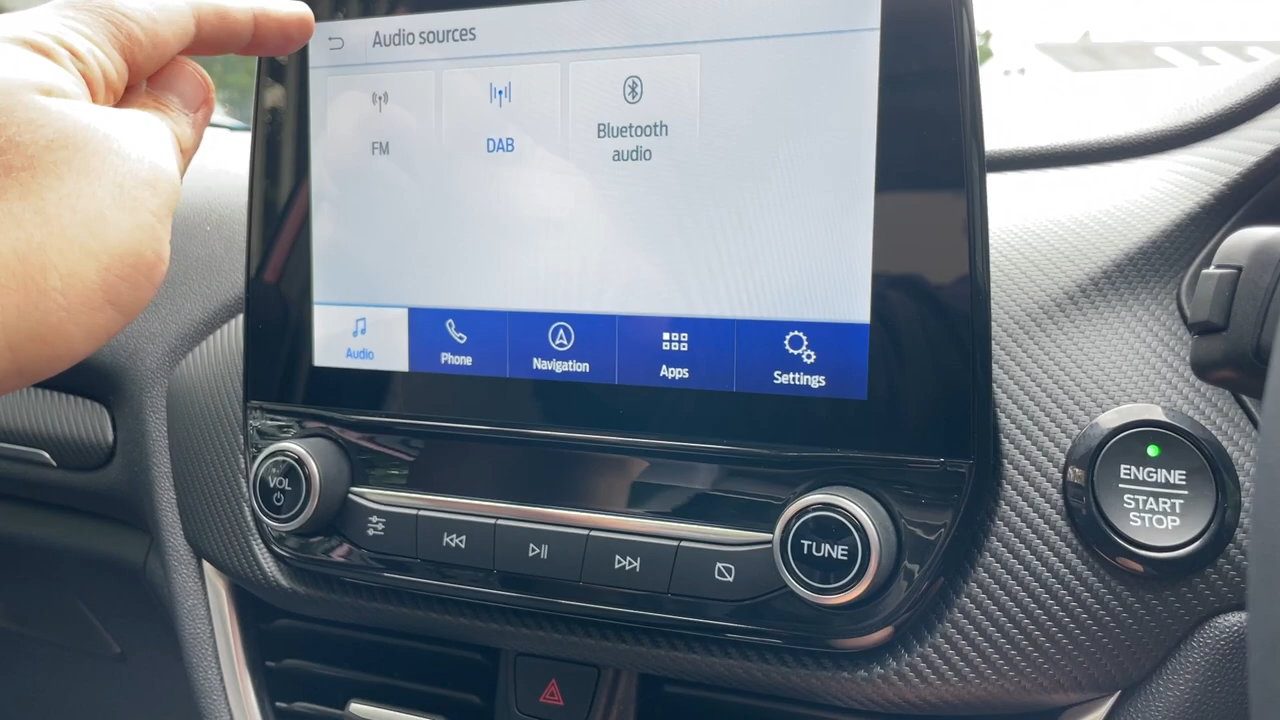 Audio sources
FM
DAB
Bluetooth
audio
Audio
Phone
Navigation
Apps
Settings
VOL
TUNE
ENGINE
START
STOP